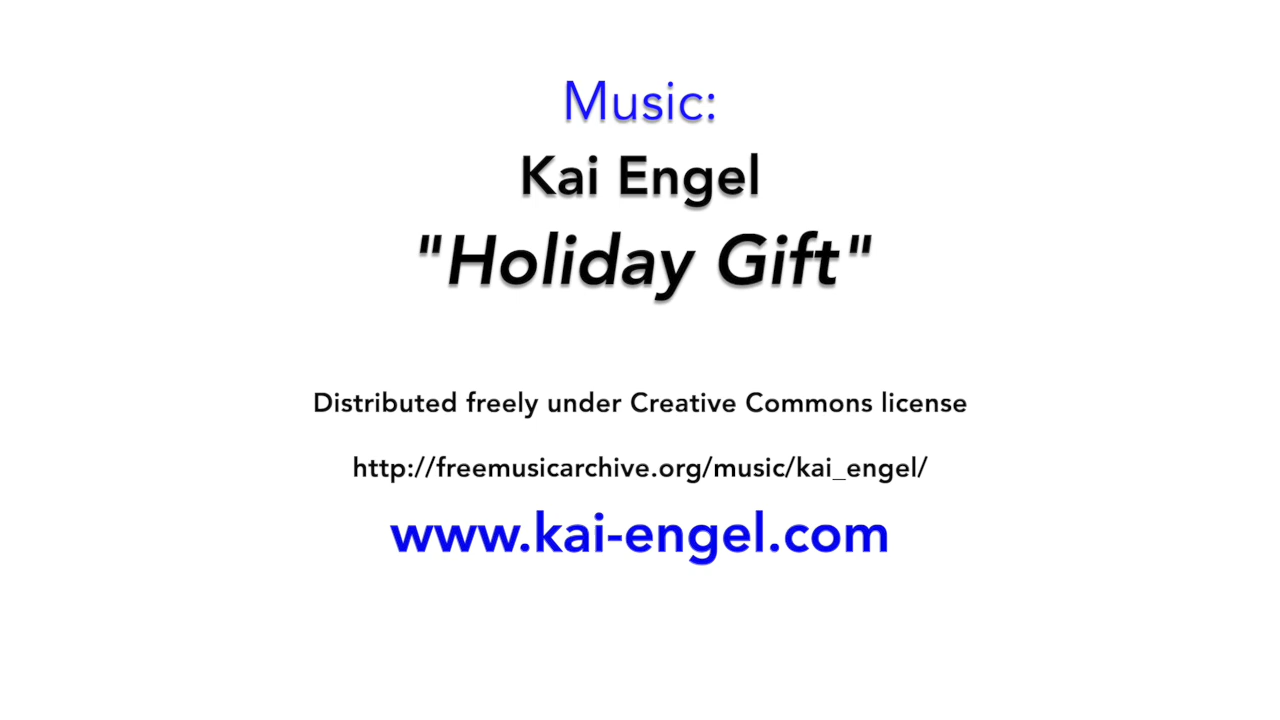 Music:
Kai Engel
"Holiday Gift"
Distributed freely under Creative Commons license
http://freemusicarchive.org/music/kai_engel/
www.kai-engel.com